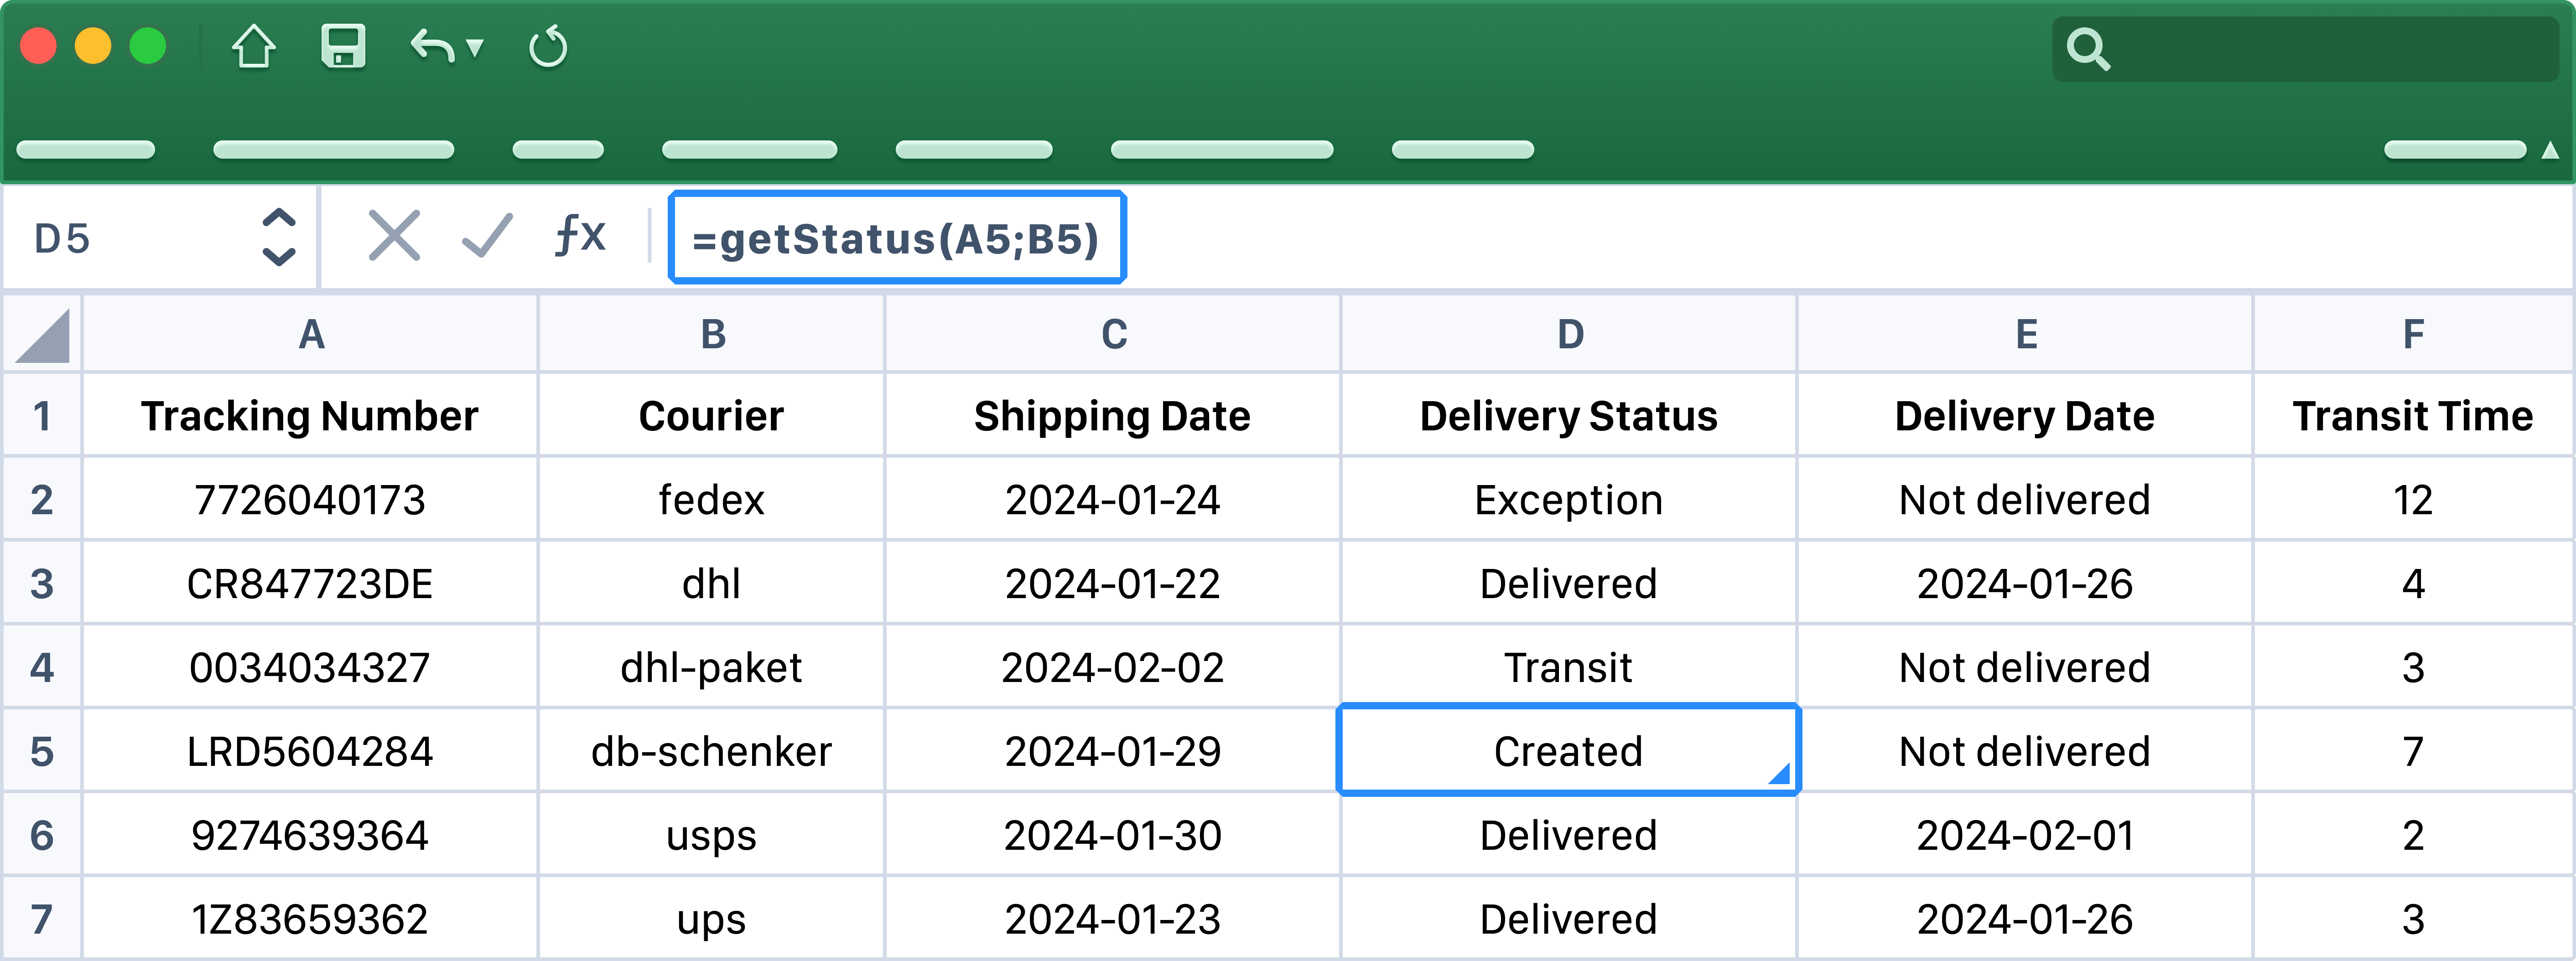 D5 fx =getStatus(A5;B5)
A B C D E F
1 Tracking Number Courier Shipping Date Delivery Status Delivery Date Transit Time
2 7726040173 fedex 2024-01-24 Exception Not delivered 12
3 CR847723DE dhl 2024-01-22 Delivered 2024-01-26 4
4 0034034327 dhl-paket 2024-02-02 Transit Not delivered 3
5 LRD5604284 db-schenker 2024-01-29 Created Not delivered 7
6 9274639364 usps 2024-01-30 Delivered 2024-02-01 2
7 1Z83659362 ups 2024-01-23 Delivered 2024-01-26 3